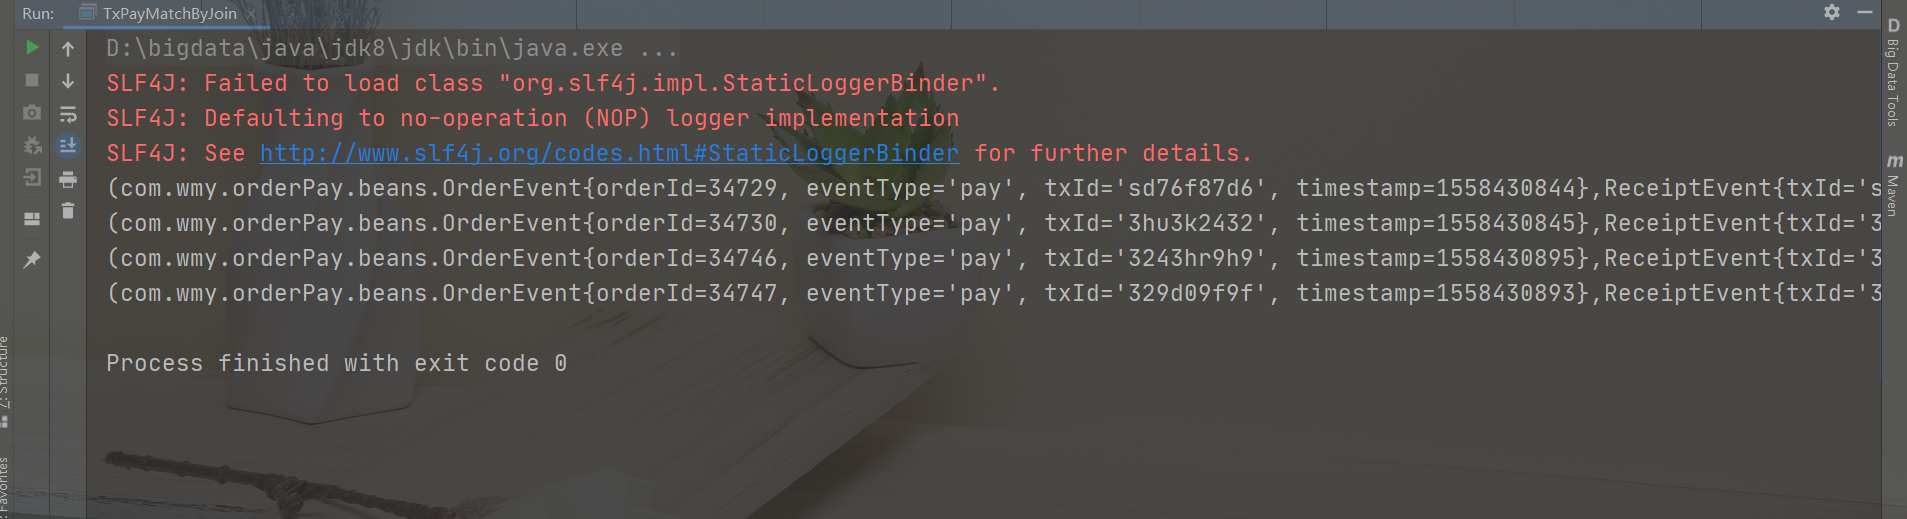 Run: TxPayMatchByJoin
D:\bigdata\java\jdk8\jdk\bin\java.exe ...
SLF4J: Failed to load class "org.slf4j.impl.StaticLoggerBinder".
SLF4J: Defaulting to no-operation (NOP) logger implementation
SLF4J: See http://www.slf4j.org/codes.html#StaticLoggerBinder for further details.
(com.wmy.orderPay.beans.OrderEvent{orderId=34729, eventType='pay', txId='sd76f87d6', timestamp=1558430844},ReceiptEvent{txId='s
(com.wmy.orderPay.beans.OrderEvent{orderId=34730, eventType='pay', txId='3hu3k2432', timestamp=1558430845},ReceiptEvent{txId='3
(com.wmy.orderPay.beans.OrderEvent{orderId=34746, eventType='pay', txId='3243hr9h9', timestamp=1558430895},ReceiptEvent{txId='3
(com.wmy.orderPay.beans.OrderEvent{orderId=34747, eventType='pay', txId='329d09f9f', timestamp=1558430893},ReceiptEvent{txId='3
Process finished with exit code 0
D Big Data Tools
m Maven
7: Structure
: Favorites